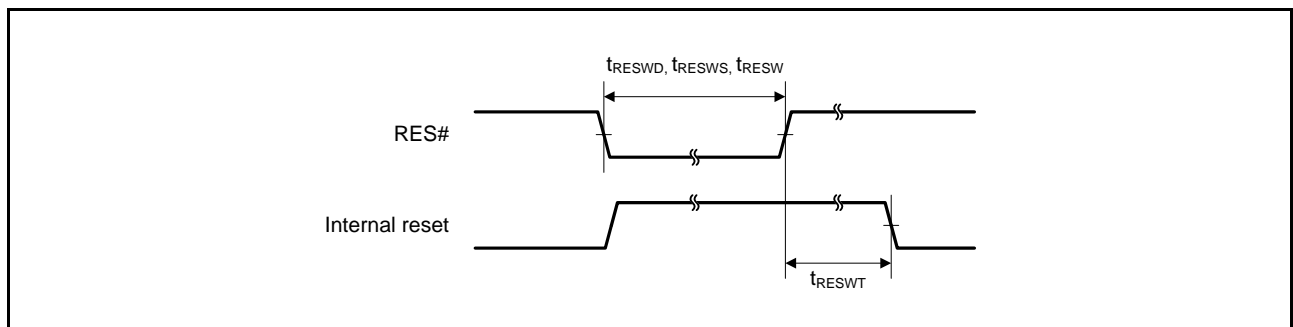 tRESWD, tRESWS, tRESW
RES#
Internal reset
tRESWT